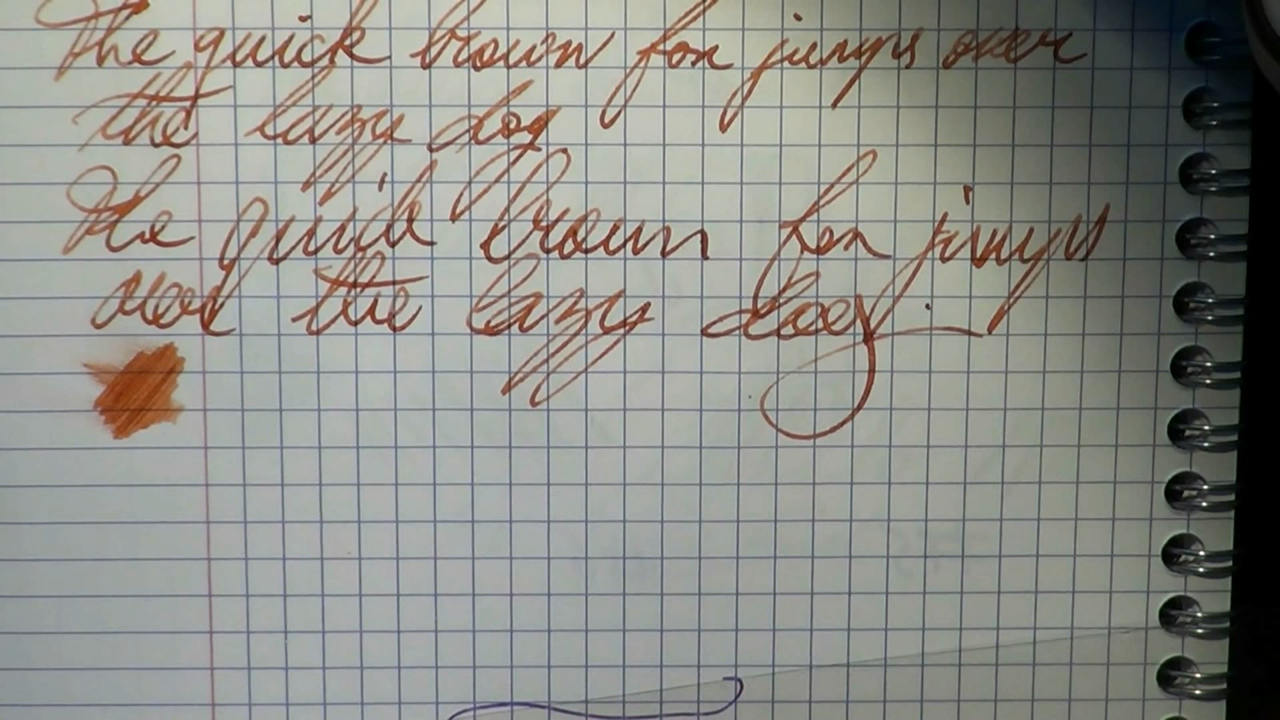 The quick brown fox jumps over
the lazy dog
The quick brown fox jumps
over the lazy dog.